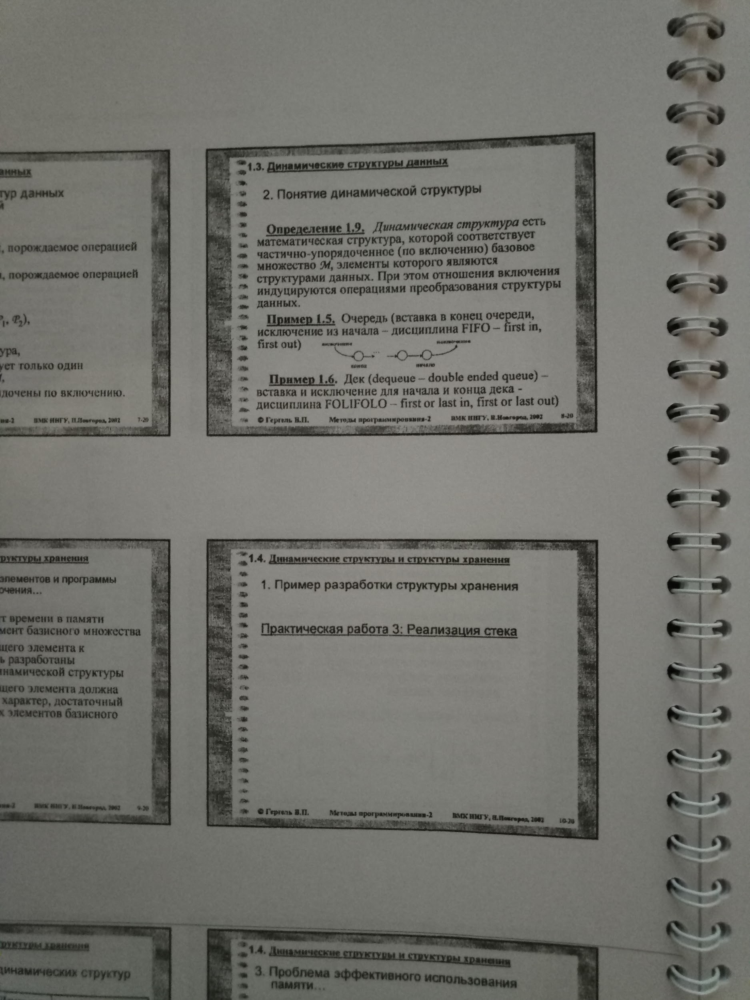 анных
тур данных
й
, порождаемое операцией
, порождаемое операцией
𝒫1, 𝒫2),
ура,
ует только один
дочены по включению.
ия-2 ВМК ННГУ, Н.Новгород, 2002 7-20
1.3. Динамические структуры данных
2. Понятие динамической структуры
Определение 1.9. Динамическая структура есть
математическая структура, которой соответствует
частично-упорядоченное (по включению) базовое
множество ℳ, элементы которого являются
структурами данных. При этом отношения включения
индуцируются операциями преобразования структуры
данных.
Пример 1.5. Очередь (вставка в конец очереди,
исключение из начала – дисциплина FIFO – first in,
first out)
включение исключение
конец начало
Пример 1.6. Дек (dequeue – double ended queue) –
вставка и исключение для начала и конца дека -
дисциплина FOLIFOLO – first or last in, first or last out)
© Гергель В.П. Методы программирования-2 ВМК ННГУ, Н.Новгород, 2002 8-20
руктуры хранения
элементов и программы
очения...
т времени в памяти
мент базисного множества
щего элемента к
ь разработаны
инамической структуры
щего элемента должна
характер, достаточный
х элементов базисного
ия-2 ВМК ННГУ, Н.Новгород, 2002 9-20
1.4. Динамические структуры и структуры хранения
1. Пример разработки структуры хранения
Практическая работа 3: Реализация стека
© Гергель В.П. Методы программирования-2 ВМК ННГУ, Н.Новгород, 2002 10-20
руктуры хранения
динамических структур
1.4. Динамические структуры и структуры хранения
3. Проблема эффективного использования
памяти...